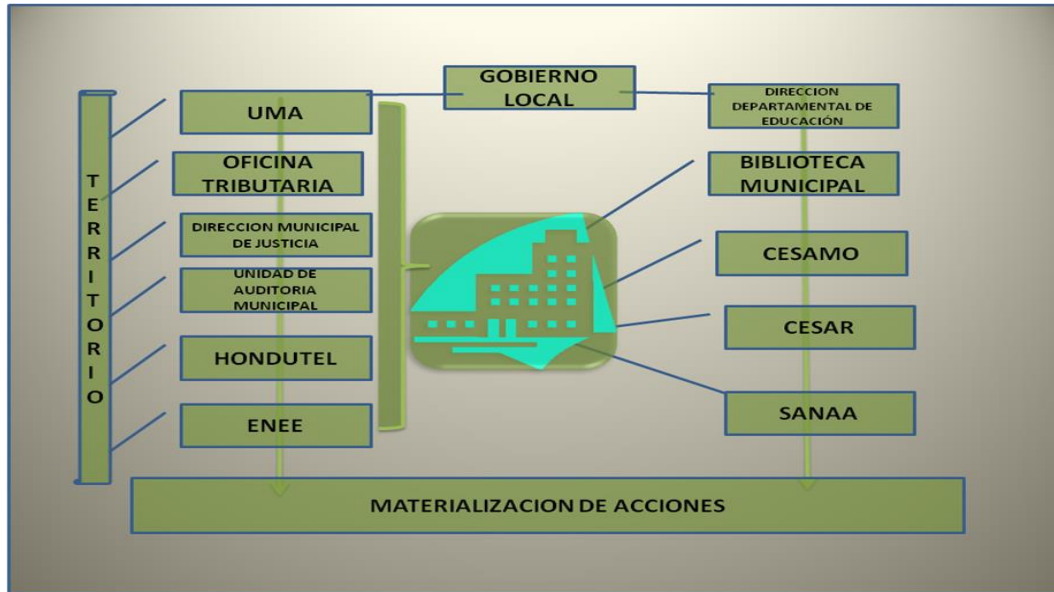 GOBIERNO
LOCAL
TERRITORIO
UMA
OFICINA
TRIBUTARIA
DIRECCION MUNICIPAL
DE JUSTICIA
UNIDAD DE
AUDITORIA
MUNICIPAL
HONDUTEL
ENEE
DIRECCION
DEPARTAMENTAL DE
EDUCACIÓN
BIBLIOTECA
MUNICIPAL
CESAMO
CESAR
SANAA
MATERIALIZACION DE ACCIONES